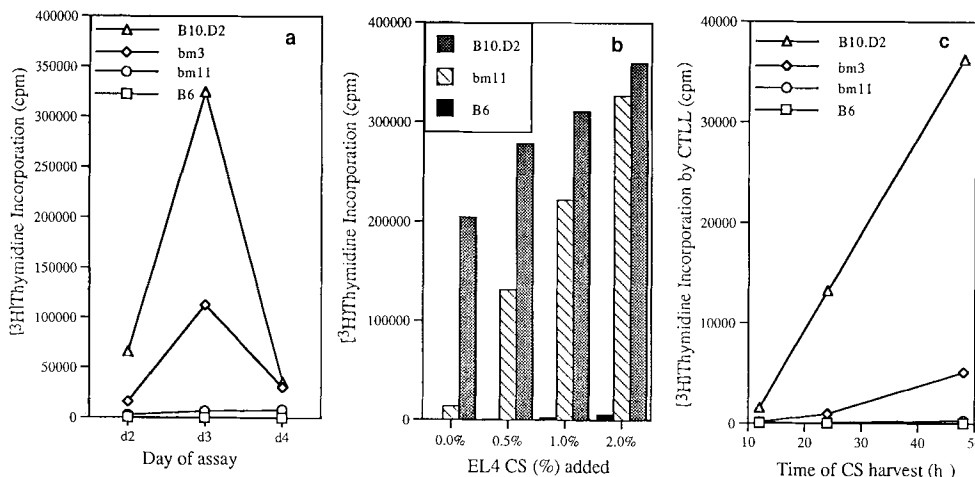 a
[3H]Thymidine Incorporation (cpm)
400000
350000
300000
250000
200000
150000
100000
50000
0
B10.D2
bm3
bm11
B6
d2
d3
d4
Day of assay
b
[3H]Thymidine Incorporation (cpm)
400000
300000
200000
100000
0
B10.D2
bm11
B6
0.0%
0.5%
1.0%
2.0%
EL4 CS (%) added
c
[3H]Thymidine Incorporation by CTLL (cpm)
40000
30000
20000
10000
0
B10.D2
bm3
bm11
B6
10
20
30
40
Time of CS harvest (h )